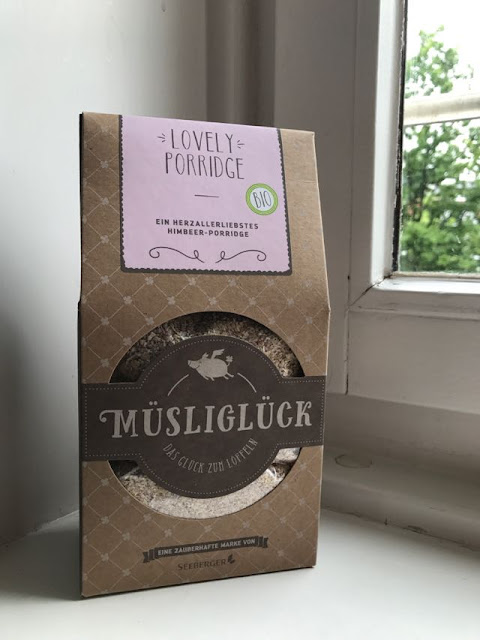 LOVELY
PORRIDGE
BIO
EIN HERZALLERLIEBSTES
HIMBEER-PORRIDGE
MÜSLIGLÜCK
DAS GLÜCK ZUM LÖFFELN
EINE ZAUBERHAFTE MARKE VON
SEEBERGER